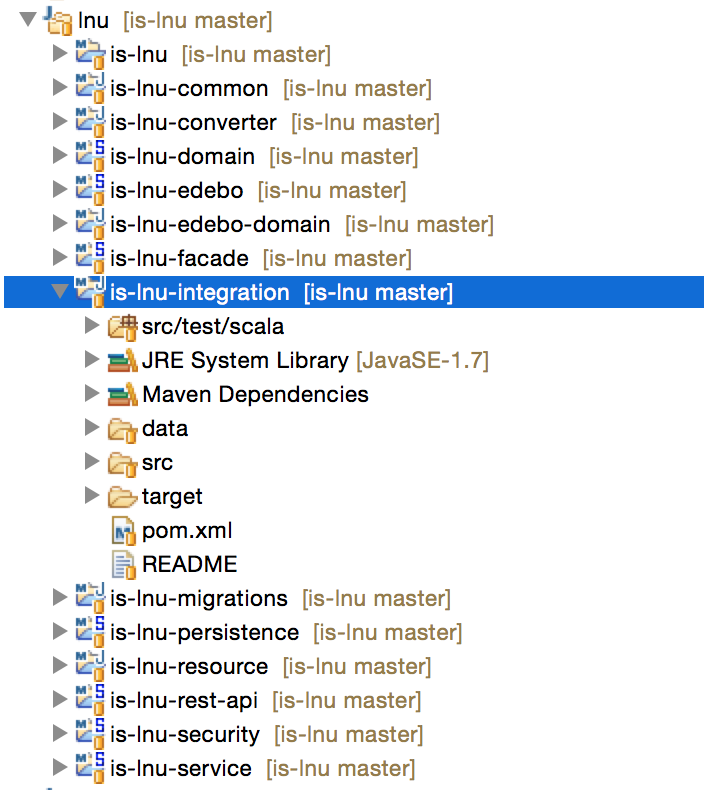 lnu [is-lnu master]
is-lnu [is-lnu master]
is-lnu-common [is-lnu master]
is-lnu-converter [is-lnu master]
is-lnu-domain [is-lnu master]
is-lnu-edebo [is-lnu master]
is-lnu-edebo-domain [is-lnu master]
is-lnu-facade [is-lnu master]
is-lnu-integration [is-lnu master]
src/test/scala
JRE System Library [JavaSE-1.7]
Maven Dependencies
data
src
target
pom.xml
README
is-lnu-migrations [is-lnu master]
is-lnu-persistence [is-lnu master]
is-lnu-resource [is-lnu master]
is-lnu-rest-api [is-lnu master]
is-lnu-security [is-lnu master]
is-lnu-service [is-lnu master]